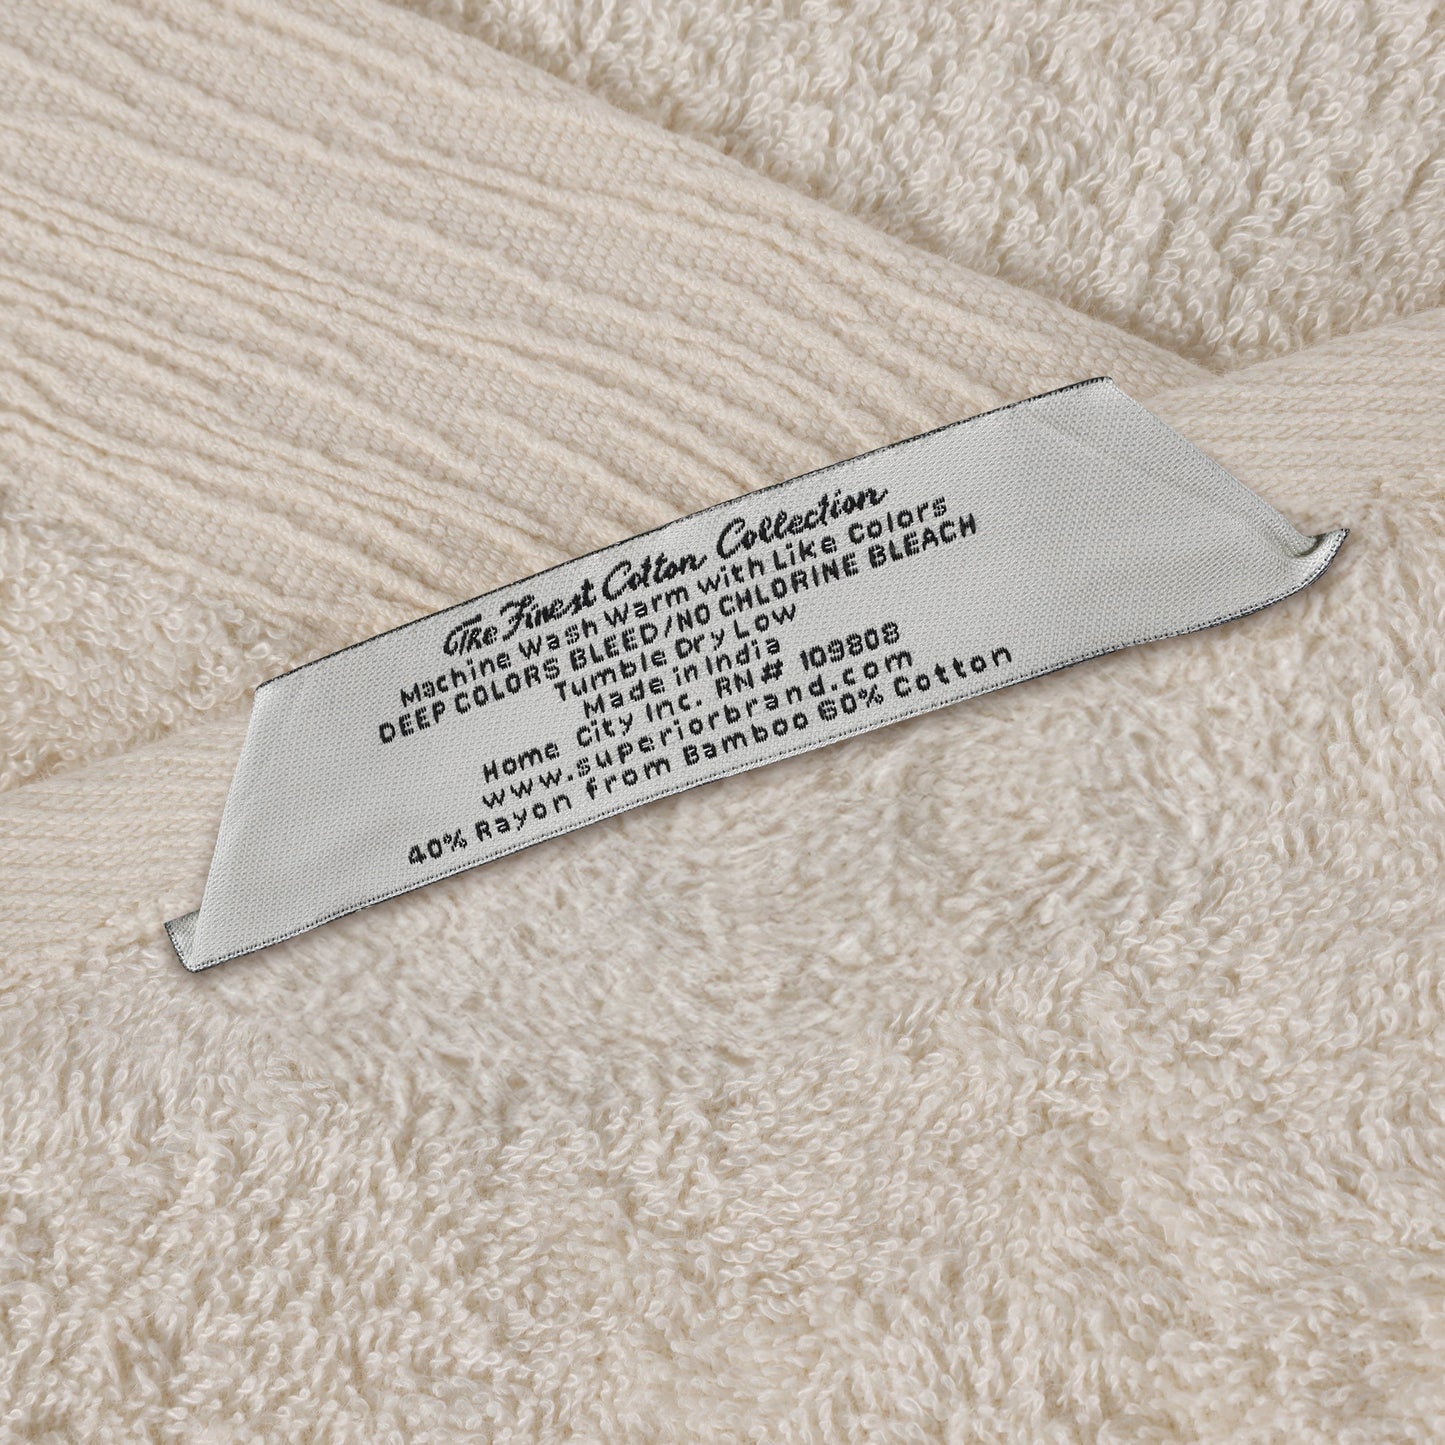 The Finest Cotton Collection
Machine Wash Warm with Like Colors
DEEP COLORS BLEED/NO CHLORINE BLEACH
Tumble Dry Low
Made in India
Home City Inc. RN# 109808
www.superiorbrand.com
40% Rayon from Bamboo 60% Cotton